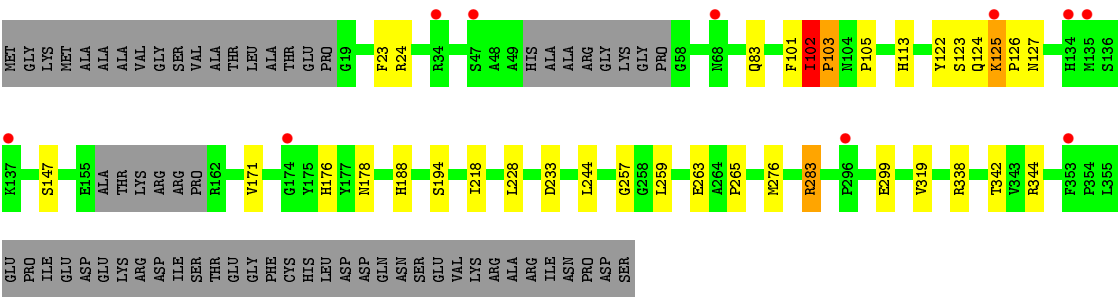 MET GLY LYS MET ALA ALA ALA VAL GLY SER VAL ALA THR LEU ALA THR GLU PRO G19 F23 R24 R34 S47 A48 A49 HIS ALA ALA ARG GLY LYS GLY PRO G58 N68 Q83 F101 I102 P103 N104 P105 H113 Y122 S123 Q124 K125 P126 N127 H134 M135 S136
K137 S147 E155 ALA THR LYS ARG ARG PRO R162 V171 G174 Y175 H176 Y177 N178 H188 S194 I218 L228 D233 L244 G257 G258 L259 E263 A264 P265 M276 R283 P296 E299 V319 R338 T342 V343 R344 F353 P354 L355
GLU PRO ILE GLU ASP GLU LYS ARG ASP ILE SER THR GLU GLY PHE CYS HIS LEU ASP ASP GLN ASN SER GLU VAL LYS ARG ALA ARG ILE ASN PRO ASP SER